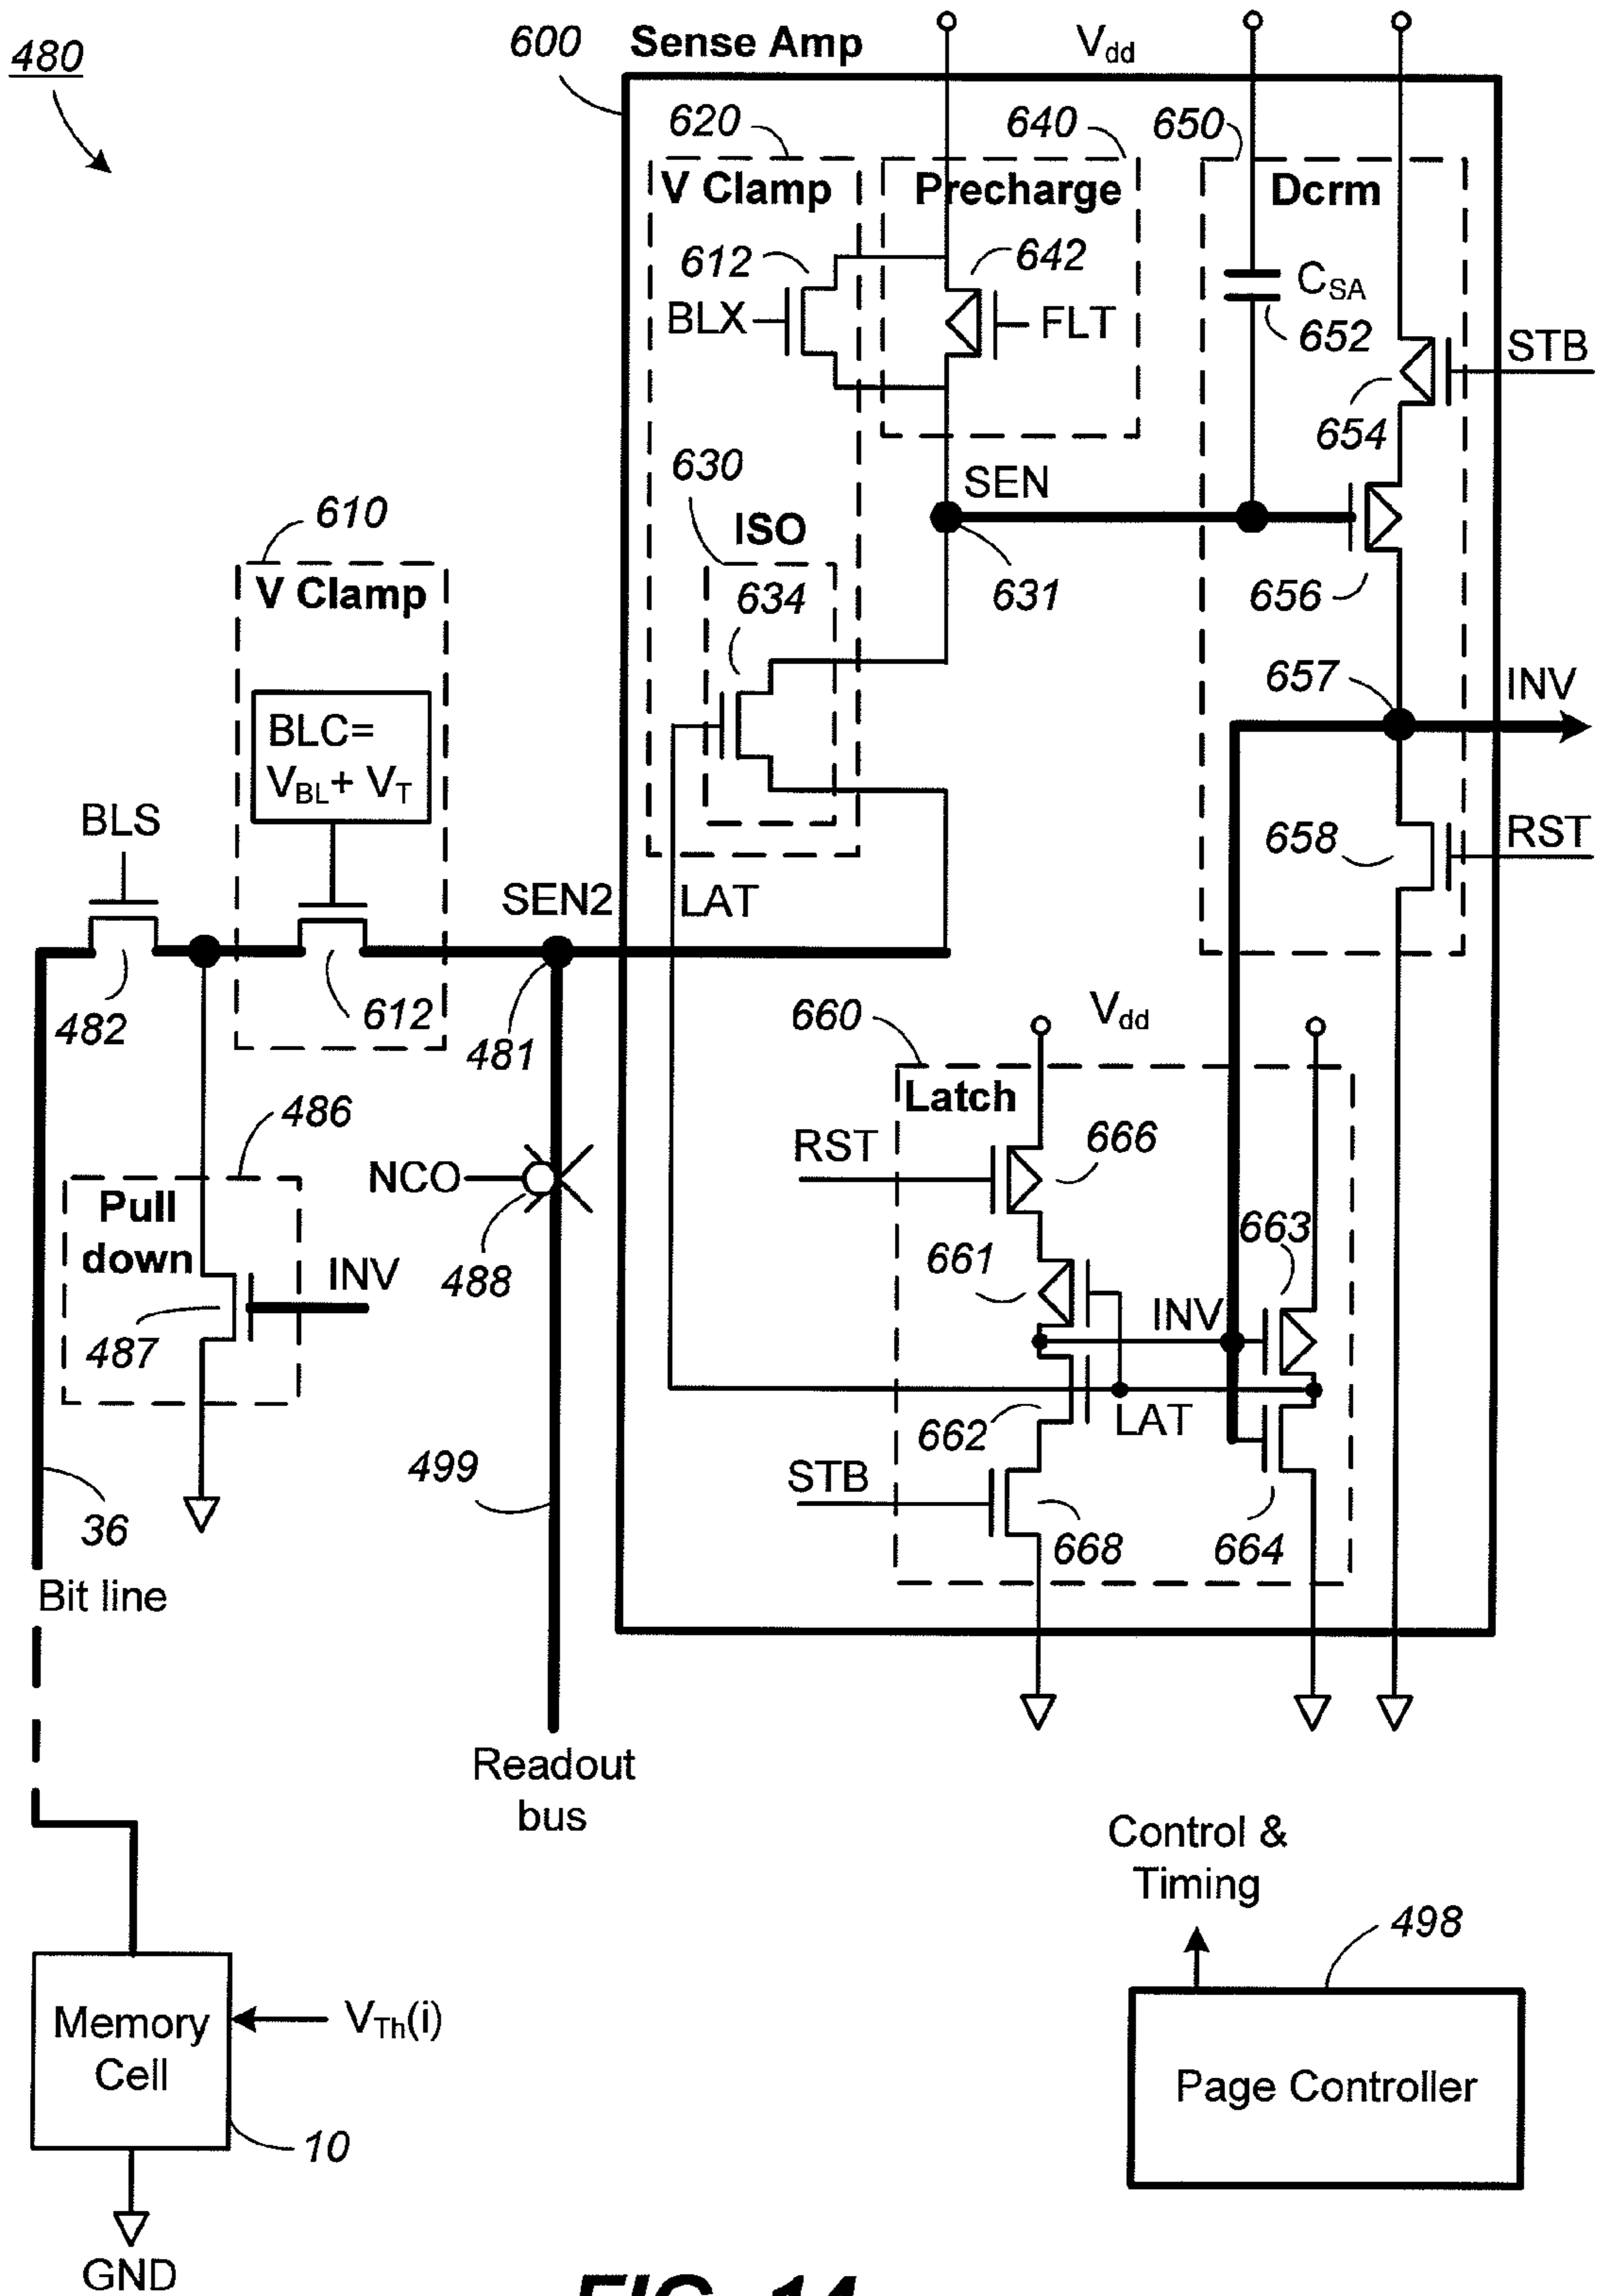 480
600
Sense Amp
Vdd
620
640
650
V Clamp
Precharge
Dcrm
612
642
BLX
FLT
CSA
652
STB
654
630
SEN
610
ISO
V Clamp
634
631
656
657
INV
BLC=
VBL+ VT
BLS
658
RST
SEN2
LAT
482
612
481
660
Vdd
Latch
486
RST
666
NCO
Pull
down
663
661
INV
488
INV
487
662
LAT
499
STB
36
668
664
Bit line
Readout
bus
Control &
Timing
498
Memory
Cell
VTh(i)
Page Controller
10
GND
FIG. 14